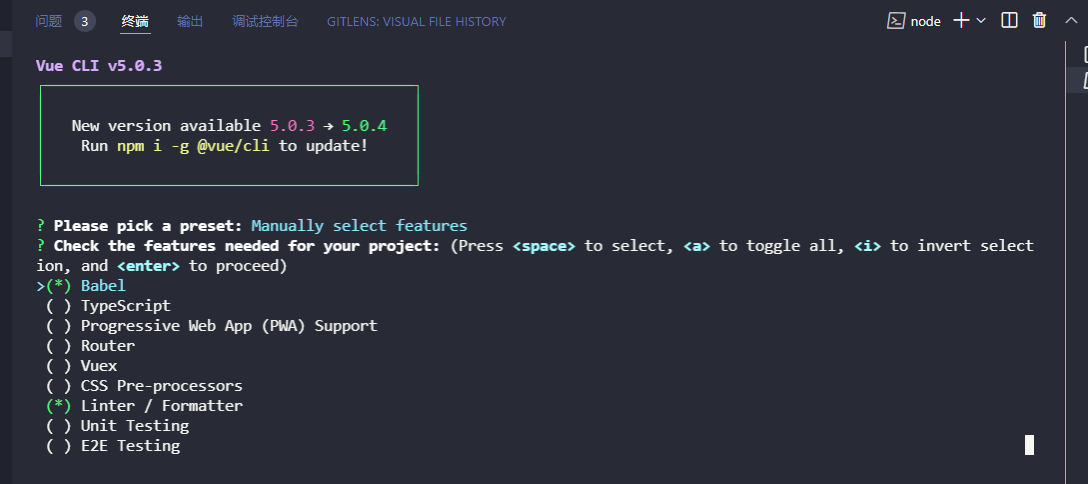 问题 3 终端 输出 调试控制台 GITLENS: VISUAL FILE HISTORY node
Vue CLI v5.0.3
New version available 5.0.3 → 5.0.4
Run npm i -g @vue/cli to update!
? Please pick a preset: Manually select features
? Check the features needed for your project: (Press <space> to select, <a> to toggle all, <i> to invert select
ion, and <enter> to proceed)
>(*) Babel
( ) TypeScript
( ) Progressive Web App (PWA) Support
( ) Router
( ) Vuex
( ) CSS Pre-processors
(*) Linter / Formatter
( ) Unit Testing
( ) E2E Testing